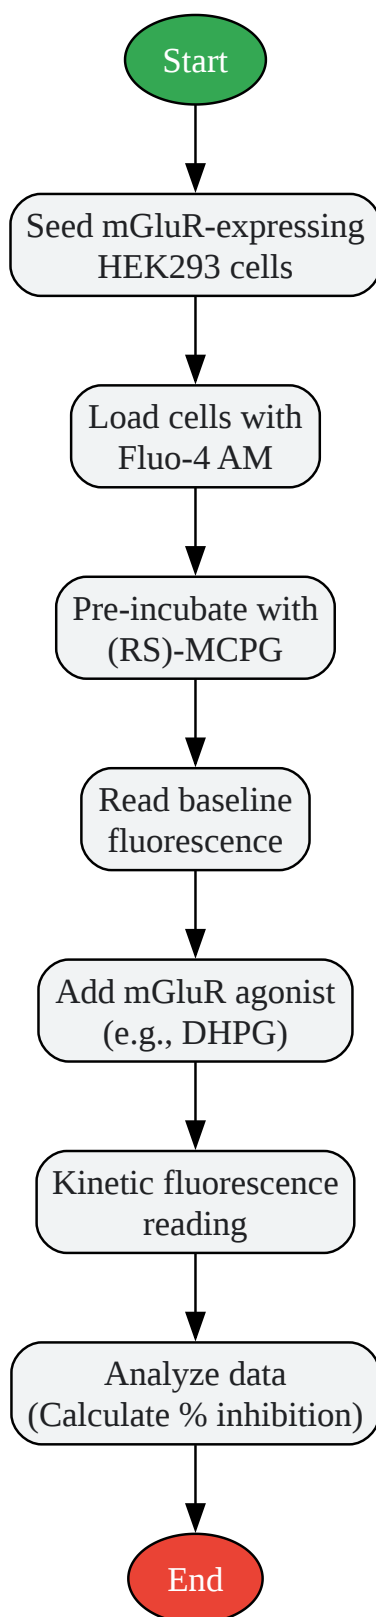 Start
Seed mGluR-expressing
HEK293 cells
Load cells with
Fluo-4 AM
Pre-incubate with
(RS)-MCPG
Read baseline
fluorescence
Add mGluR agonist
(e.g., DHPG)
Kinetic fluorescence
reading
Analyze data
(Calculate % inhibition)
End